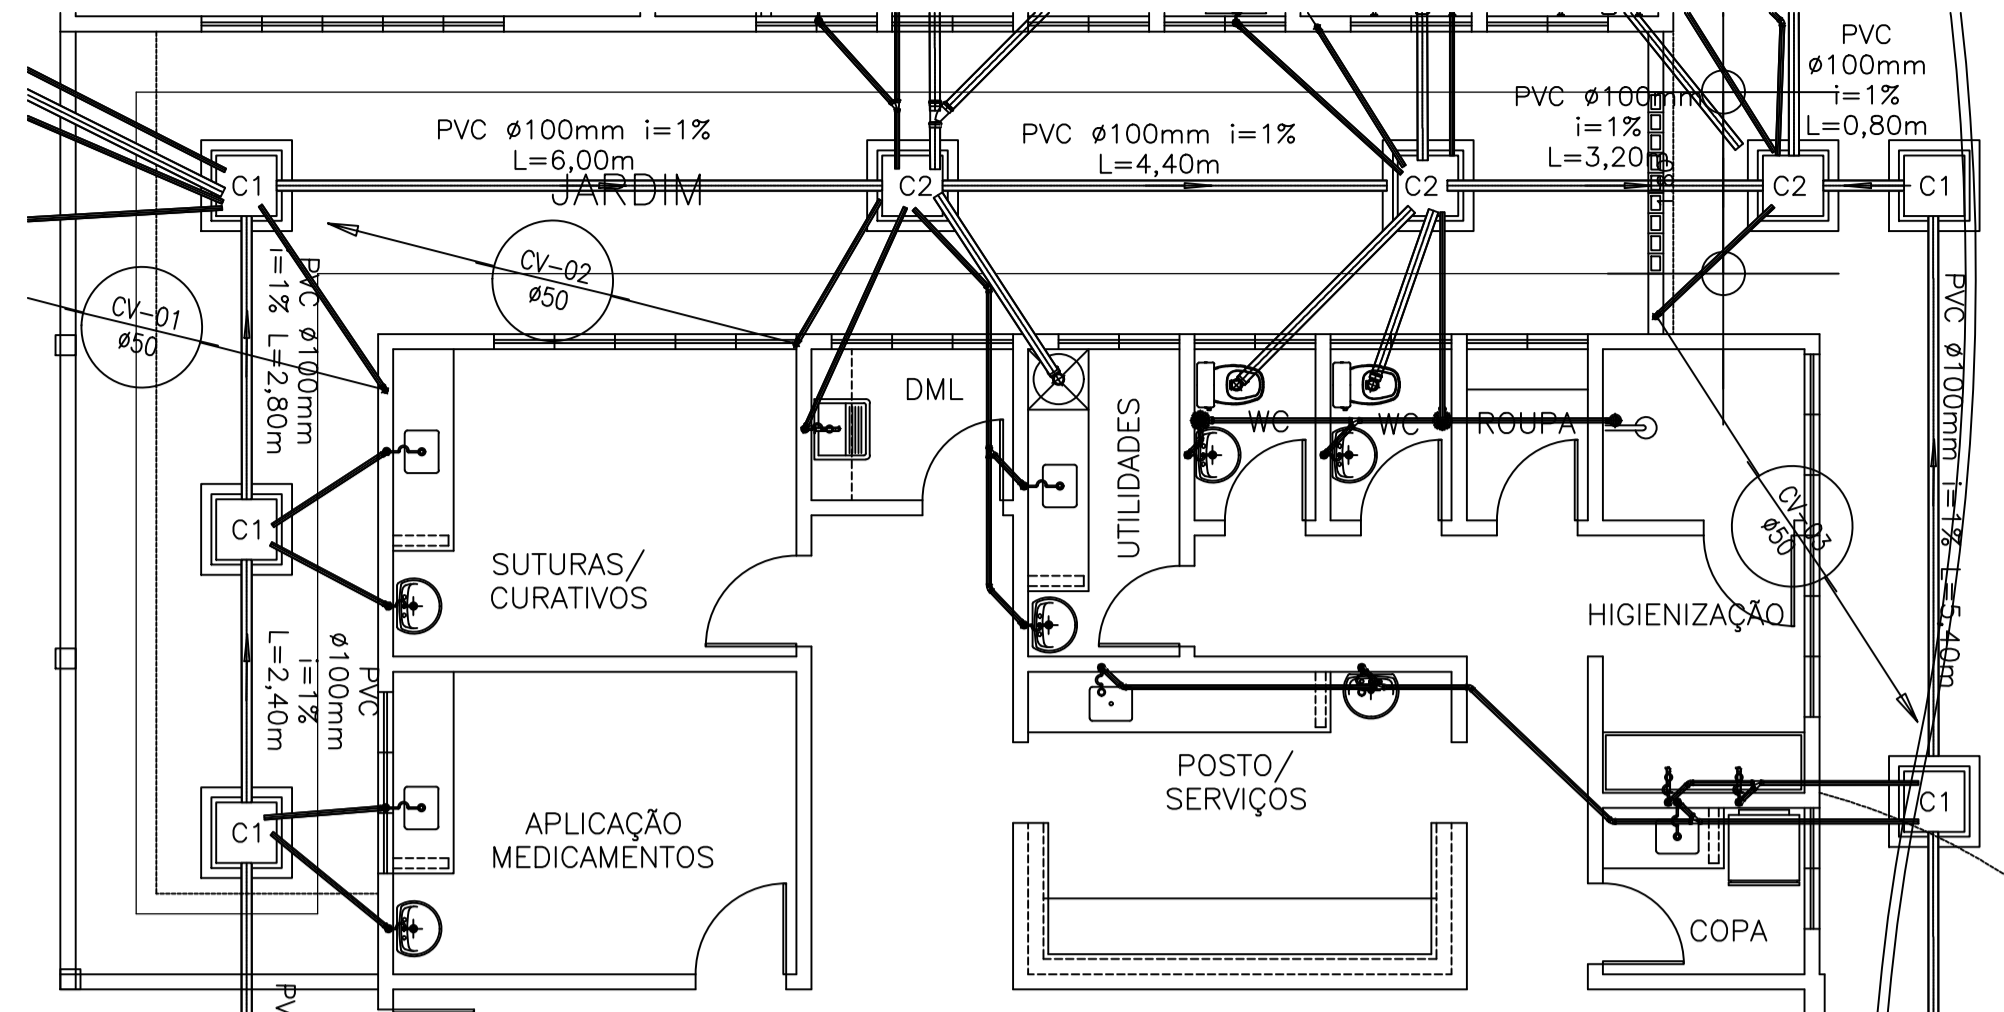 PVC
ø100mm
i=1%
L=0,80m
PVC ø100mm i=1%
L=6,00m
PVC ø100mm i=1%
L=4,40m
PVC ø100mm
i=1%
L=3,20
C1
C2
C2
C2
C1
JARDIM
CV-01
ø50
CV-02
ø50
PVC ø100mm
i=1% L=2,80m
PVC ø100mm i=1% L=5,40m
DML
UTILIDADES
WC
WC
ROUPA
C1
SUTURAS/
CURATIVOS
CV-03
ø50
HIGIENIZAÇÃO
PVC
ø100mm
i=1%
L=2,40m
POSTO/
SERVIÇOS
C1
C1
APLICAÇÃO
MEDICAMENTOS
COPA
PV